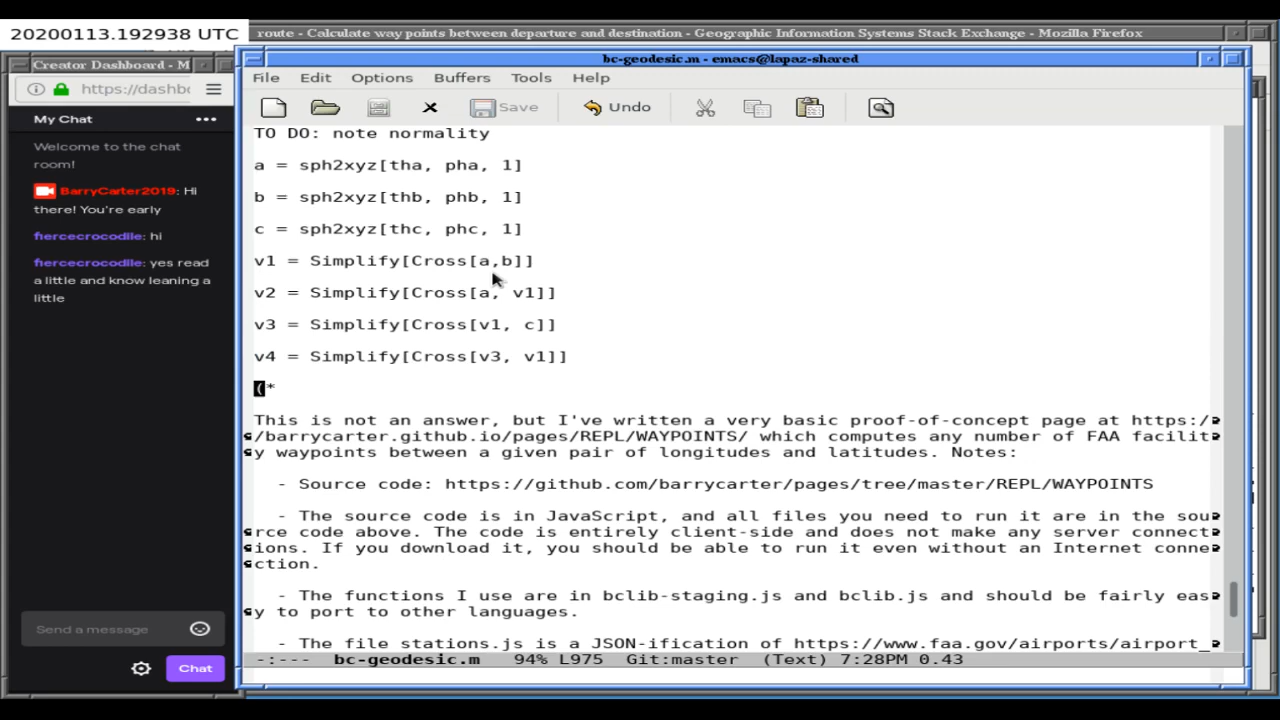 20200113.192938 UTC
route - Calculate way points between departure and destination - Geographic Information Systems Stack Exchange - Mozilla Firefox
Creator Dashboard - M
https://dashbo
My Chat
Welcome to the chat
room!
BarryCarter2019: Hi
there! You're early
fiercecrocodile: hi
fiercecrocodile: yes read
a little and know leaning a
little
Send a message
Chat
bc-geodesic.m - emacs@lapaz-shared
File Edit Options Buffers Tools Help
Save Undo
TO DO: note normality
a = sph2xyz[tha, pha, 1]
b = sph2xyz[thb, phb, 1]
c = sph2xyz[thc, phc, 1]
v1 = Simplify[Cross[a,b]]
v2 = Simplify[Cross[a, v1]]
v3 = Simplify[Cross[v1, c]]
v4 = Simplify[Cross[v3, v1]]
(*
This is not an answer, but I've written a very basic proof-of-concept page at https:/
/barrycarter.github.io/pages/REPL/WAYPOINTS/ which computes any number of FAA facilit
y waypoints between a given pair of longitudes and latitudes. Notes:
- Source code: https://github.com/barrycarter/pages/tree/master/REPL/WAYPOINTS
- The source code is in JavaScript, and all files you need to run it are in the sou
rce code above. The code is entirely client-side and does not make any server connect
ions. If you download it, you should be able to run it even without an Internet conne
ction.
- The functions I use are in bclib-staging.js and bclib.js and should be fairly eas
y to port to other languages.
- The file stations.js is a JSON-ification of https://www.faa.gov/airports/airport_
-:--- bc-geodesic.m 94% L975 Git:master (Text) 7:28PM 0.43